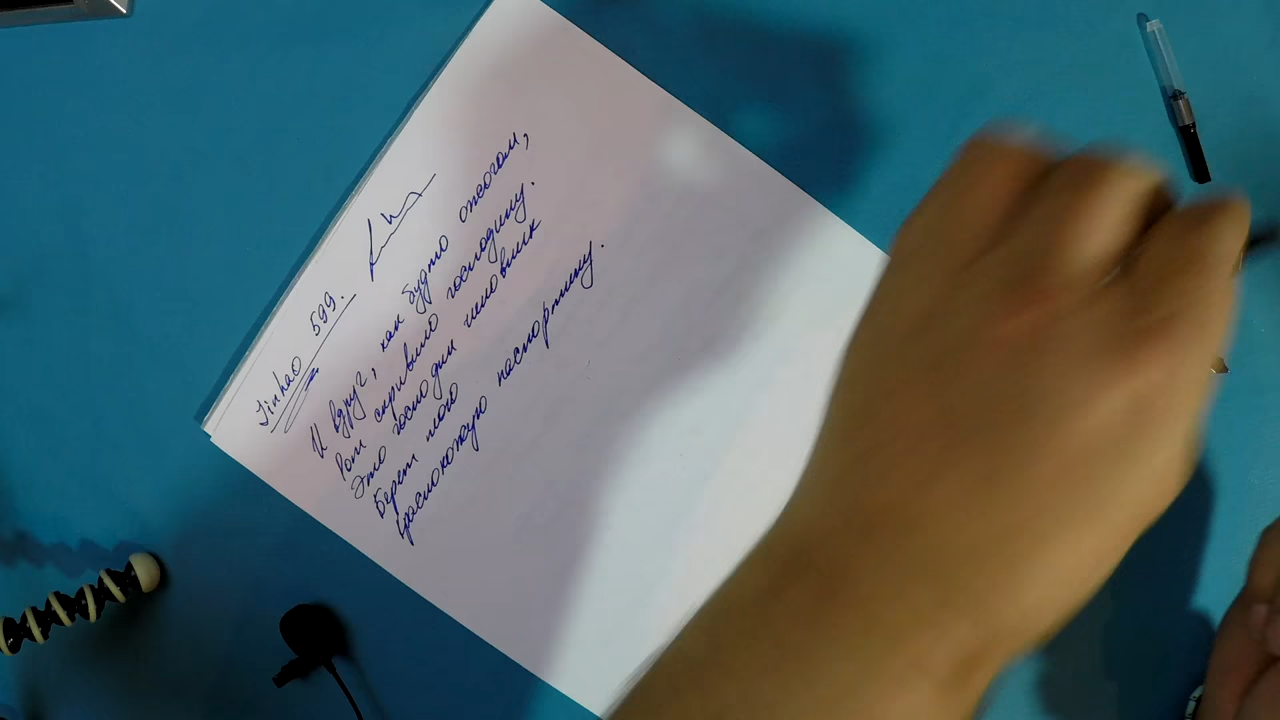 Jinhao 599.
И вдруг, как будто ожогом,
рот скривило господину.
Это господин чиновник
берет мою
краснокожую паспортину.